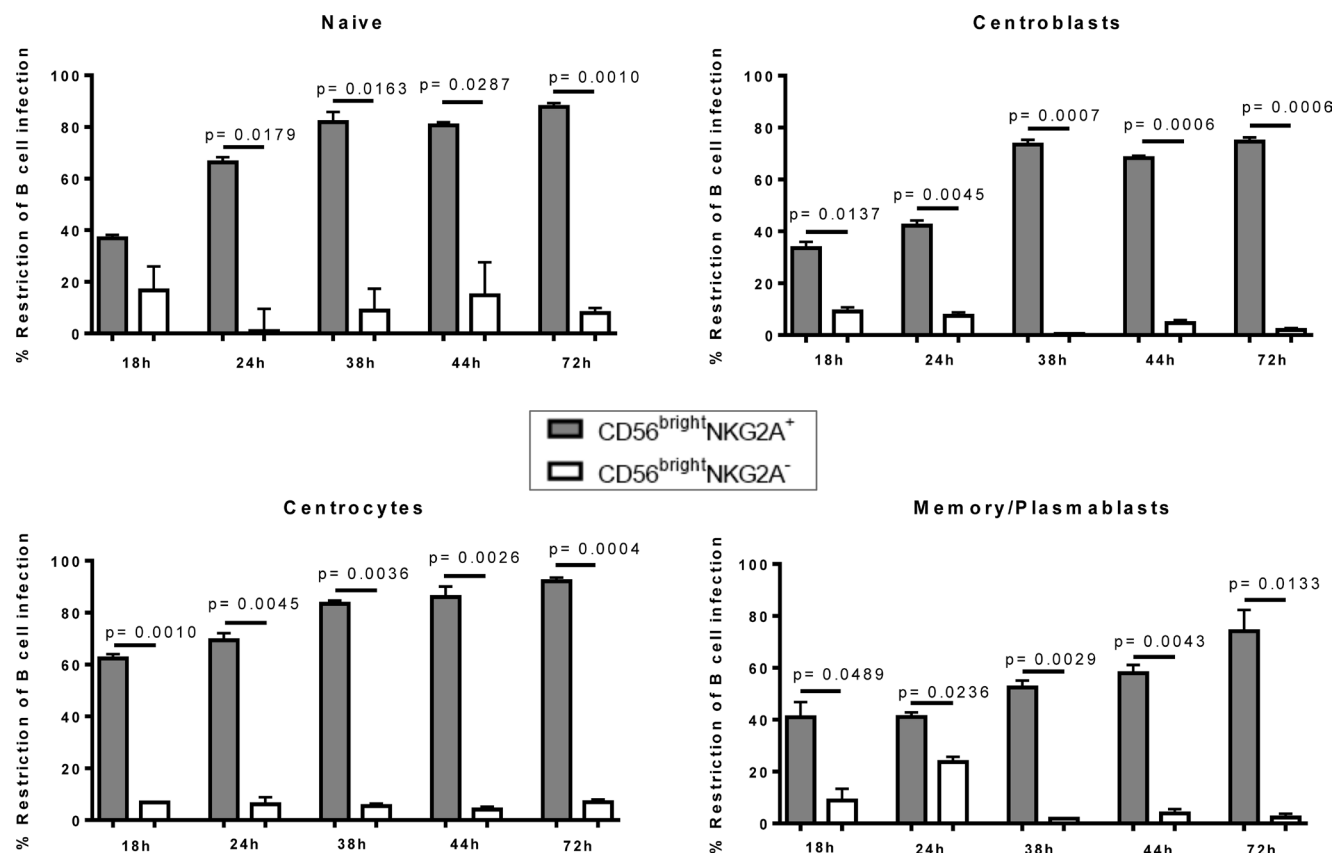 Naive
% Restriction of B cell infection
100
80
60
40
20
0
p= 0.0179
p= 0.0163
p= 0.0287
p= 0.0010
18h
24h
38h
44h
72h
Centroblasts
% Restriction of B cell infection
100
80
60
40
20
0
p= 0.0137
p= 0.0045
p= 0.0007
p= 0.0006
p= 0.0006
18h
24h
38h
44h
72h
CD56brightNKG2A+
CD56brightNKG2A-
Centrocytes
% Restriction of B cell infection
100
80
60
40
20
0
p= 0.0010
p= 0.0045
p= 0.0036
p= 0.0026
p= 0.0004
18h
24h
38h
44h
72h
Memory/Plasmablasts
% Restriction of B cell infection
100
80
60
40
20
0
p= 0.0489
p= 0.0236
p= 0.0029
p= 0.0043
p= 0.0133
18h
24h
38h
44h
72h